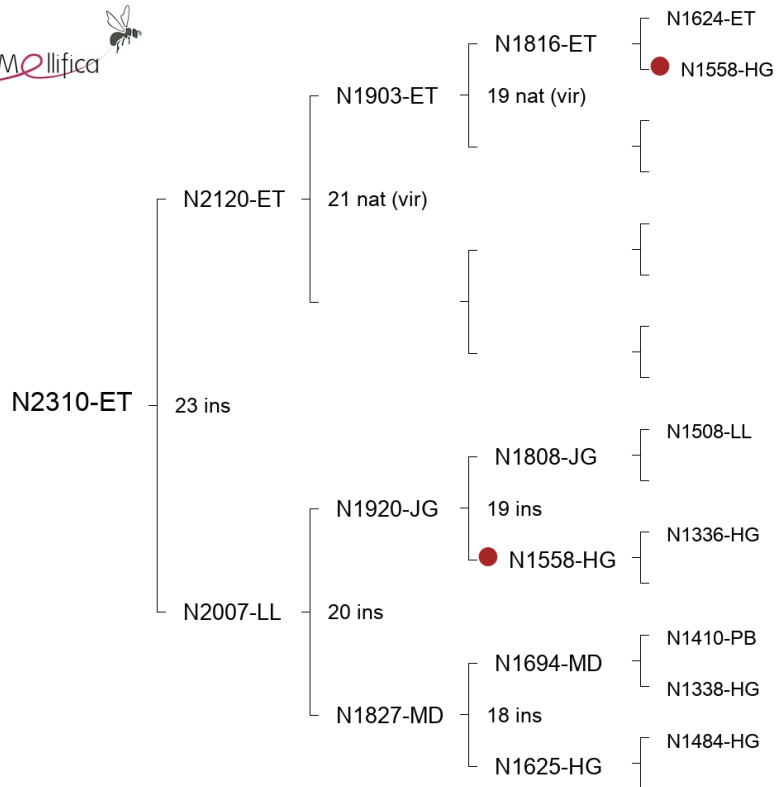 Mellifica
N1624-ET
N1816-ET
N1558-HG
N1903-ET
19 nat (vir)
N2120-ET
21 nat (vir)
N2310-ET
23 ins
N1508-LL
N1808-JG
N1920-JG
19 ins
N1336-HG
N1558-HG
N2007-LL
20 ins
N1410-PB
N1694-MD
N1338-HG
N1827-MD
18 ins
N1484-HG
N1625-HG